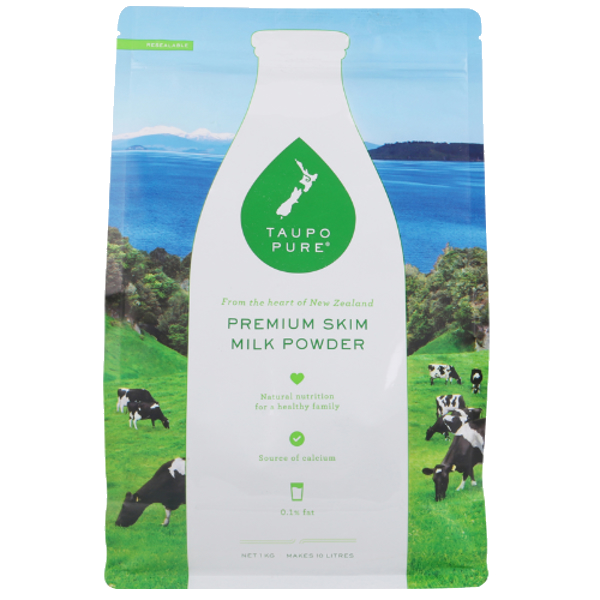 RESEALABLE
TAUPO
PURE®
From the heart of New Zealand
PREMIUM SKIM
MILK POWDER
Natural nutrition
for a healthy family
Source of calcium
0.1% fat
NET 1 KG MAKES 10 LITRES